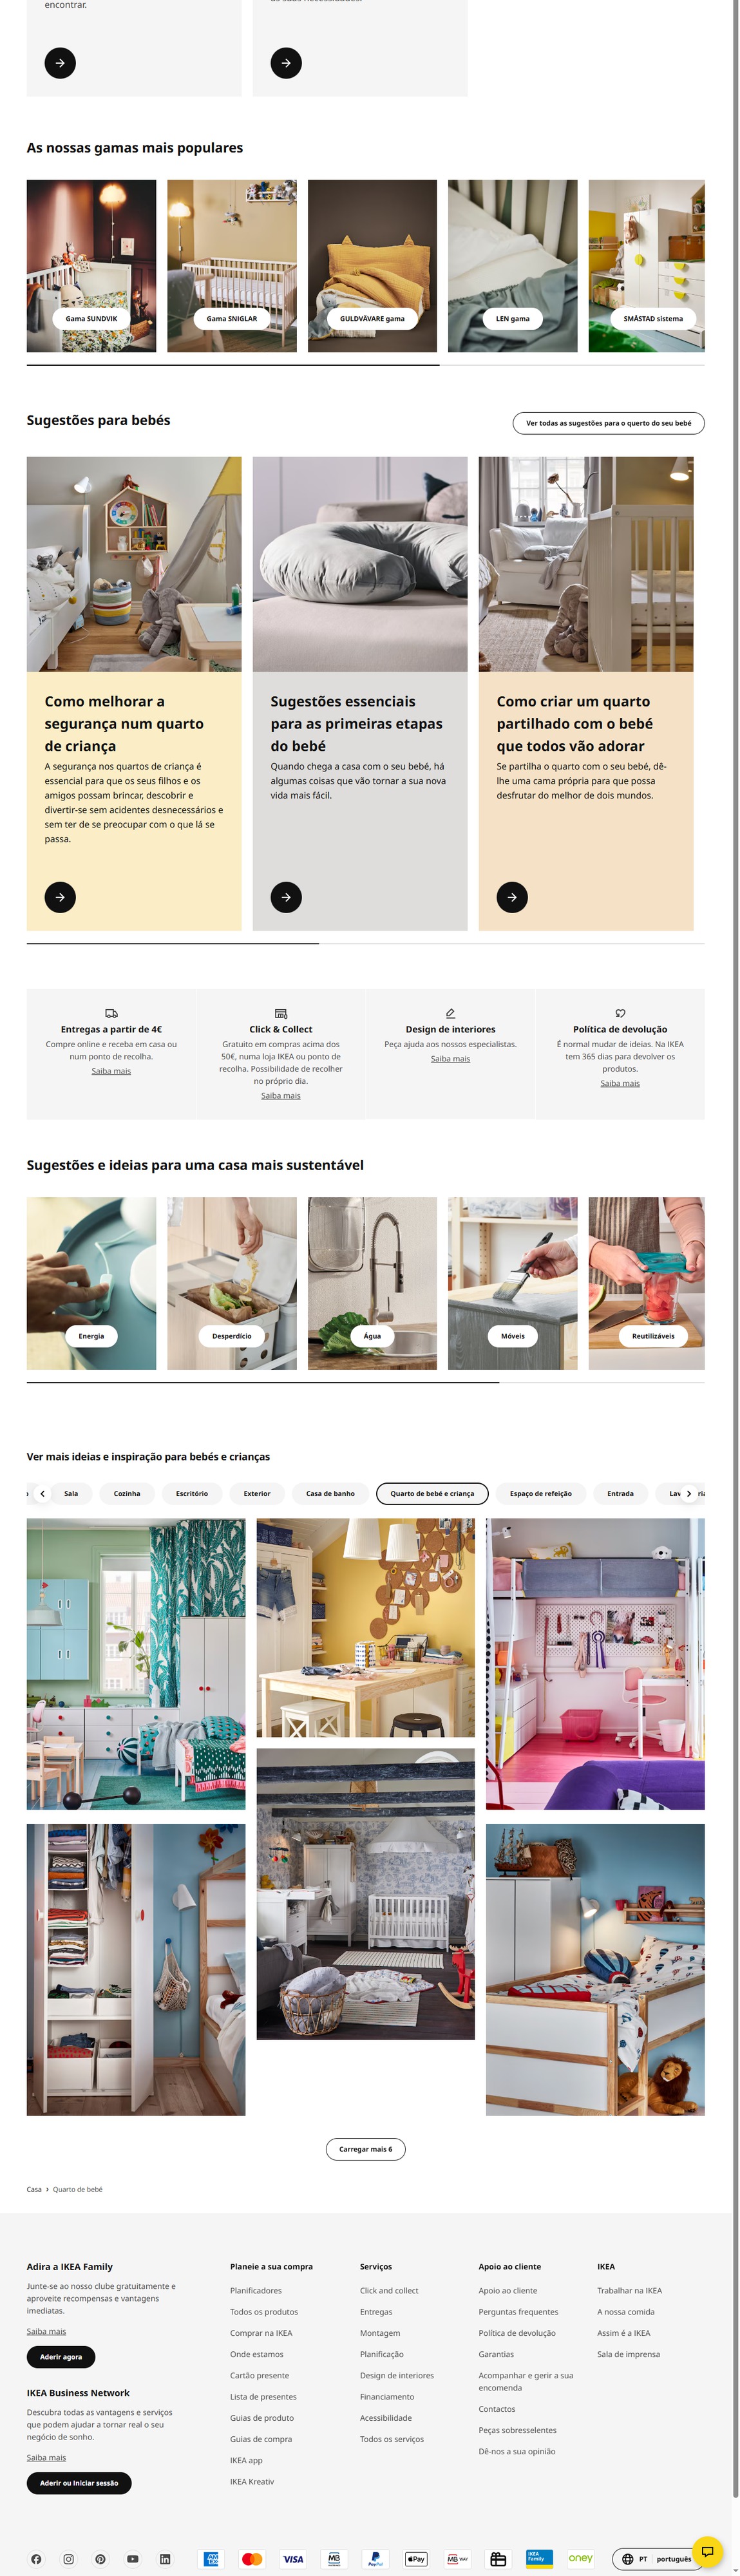 encontrar.
As nossas gamas mais populares
Gama SUNDVIK
Gama SNIGLAR
GULDVÄVARE gama
LEN gama
SMÅSTAD sistema
Sugestões para bebés
Ver todas as sugestões para o querto do seu bebé
Como melhorar a
segurança num quarto
de criança
A segurança nos quartos de criança é
essencial para que os seus filhos e os
amigos possam brincar, descobrir e
divertir-se sem acidentes desnecessários e
sem ter de se preocupar com o que lá se
passa.
Sugestões essenciais
para as primeiras etapas
do bebé
Quando chega a casa com o seu bebé, há
algumas coisas que vão tornar a sua nova
vida mais fácil.
Como criar um quarto
partilhado com o bebé
que todos vão adorar
Se partilha o quarto com o seu bebé, dê-
lhe uma cama própria para que possa
desfrutar do melhor de dois mundos.
Entregas a partir de 4€
Compre online e receba em casa ou
num ponto de recolha.
Saiba mais
Click & Collect
Gratuito em compras acima dos
50€, numa loja IKEA ou ponto de
recolha. Possibilidade de recolher
no próprio dia.
Saiba mais
Design de interiores
Peça ajuda aos nossos especialistas.
Saiba mais
Política de devolução
É normal mudar de ideias. Na IKEA
tem 365 dias para devolver os
produtos.
Saiba mais
Sugestões e ideias para uma casa mais sustentável
Energia
Desperdício
Água
Móveis
Reutilizáveis
Ver mais ideias e inspiração para bebés e crianças
Sala
Cozinha
Escritório
Exterior
Casa de banho
Quarto de bebé e criança
Espaço de refeição
Entrada
Carregar mais 6
Casa › Quarto de bebé
Adira a IKEA Family
Junte-se ao nosso clube gratuitamente e
aproveite recompensas e vantagens
imediatas.
Saiba mais
Aderir agora
IKEA Business Network
Descubra todas as vantagens e serviços
que podem ajudar a tornar real o seu
negócio de sonho.
Saiba mais
Aderir ou Iniciar sessão
Planeie a sua compra
Planificadores
Todos os produtos
Comprar na IKEA
Onde estamos
Cartão presente
Lista de presentes
Guias de produto
Guias de compra
IKEA app
IKEA Kreativ
Serviços
Click and collect
Entregas
Montagem
Planificação
Design de interiores
Financiamento
Acessibilidade
Todos os serviços
Apoio ao cliente
Apoio ao cliente
Perguntas frequentes
Política de devolução
Garantias
Acompanhar e gerir a sua
encomenda
Contactos
Peças sobresselentes
Dê-nos a sua opinião
IKEA
Trabalhar na IKEA
A nossa comida
Assim é a IKEA
Sala de imprensa
VISA
MB
PayPal
Pay
MB WAY
IKEA Family
oney
PT
português